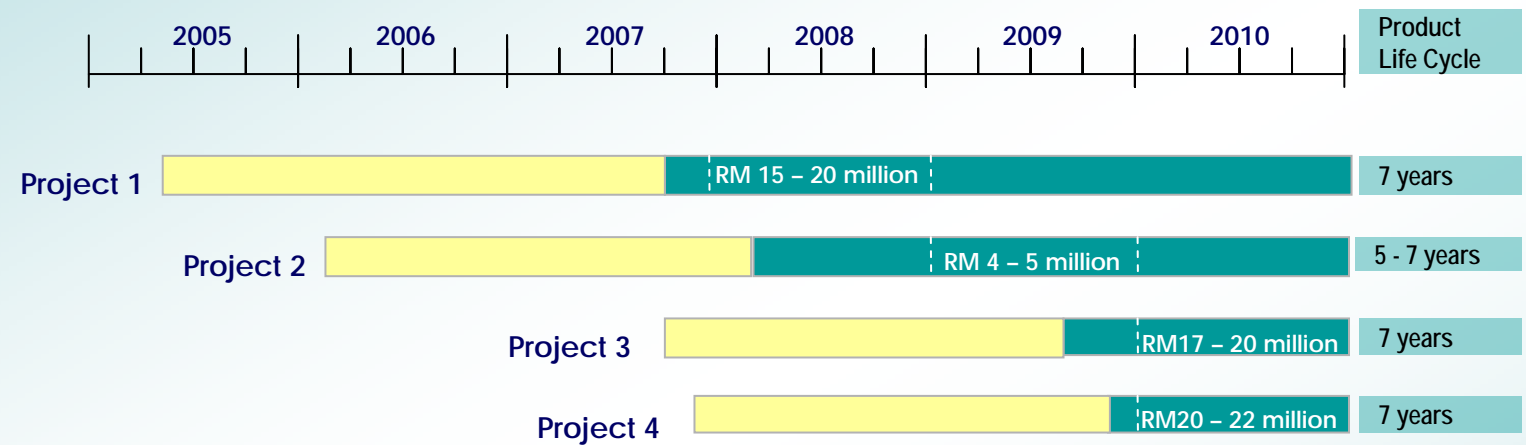 2005 2006 2007 2008 2009 2010
Product
Life Cycle
Project 1
RM 15 – 20 million
7 years
Project 2
RM 4 – 5 million
5 - 7 years
Project 3
RM17 – 20 million
7 years
Project 4
RM20 – 22 million
7 years